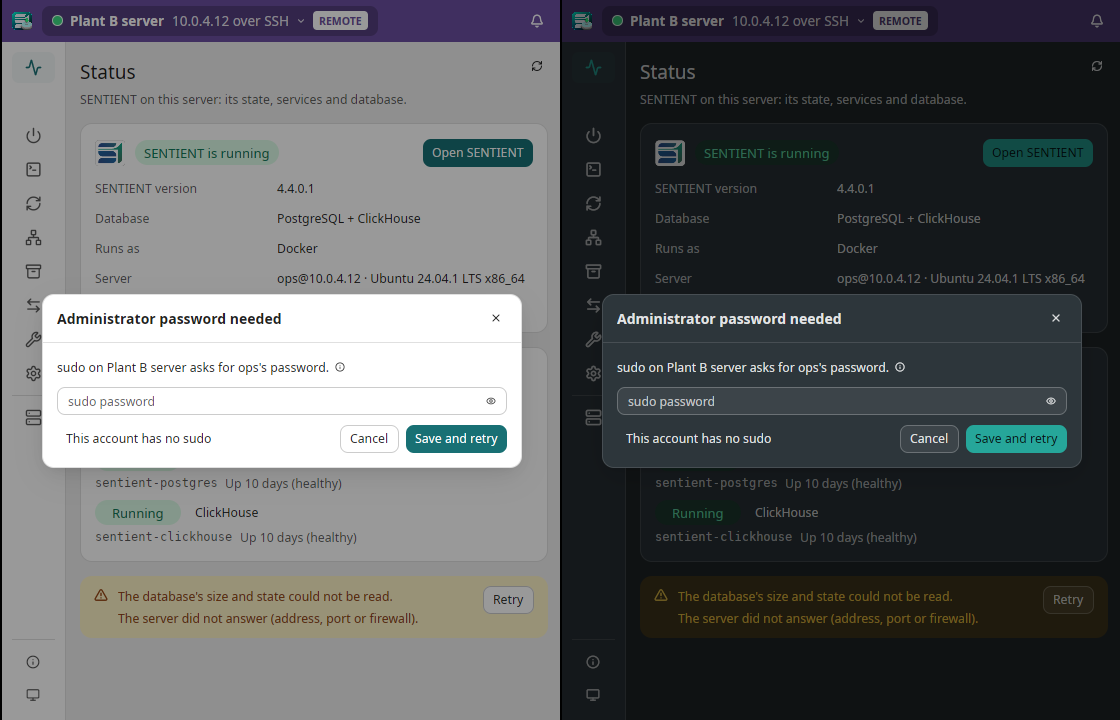 Plant B server 10.0.4.12 over SSH REMOTE
Status
SENTIENT on this server: its state, services and database.
SENTIENT is running Open SENTIENT
SENTIENT version 4.4.0.1
Database PostgreSQL + ClickHouse
Runs as Docker
Server ops@10.0.4.12 · Ubuntu 24.04.1 LTS x86_64
Administrator password needed
sudo on Plant B server asks for ops's password.
sudo password
This account has no sudo Cancel Save and retry
sentient-postgres Up 10 days (healthy)
Running ClickHouse
sentient-clickhouse Up 10 days (healthy)
The database's size and state could not be read. Retry
The server did not answer (address, port or firewall).
Plant B server 10.0.4.12 over SSH REMOTE
Status
SENTIENT on this server: its state, services and database.
SENTIENT is running Open SENTIENT
SENTIENT version 4.4.0.1
Database PostgreSQL + ClickHouse
Runs as Docker
Server ops@10.0.4.12 · Ubuntu 24.04.1 LTS x86_64
Administrator password needed
sudo on Plant B server asks for ops's password.
sudo password
This account has no sudo Cancel Save and retry
sentient-postgres Up 10 days (healthy)
Running ClickHouse
sentient-clickhouse Up 10 days (healthy)
The database's size and state could not be read. Retry
The server did not answer (address, port or firewall).